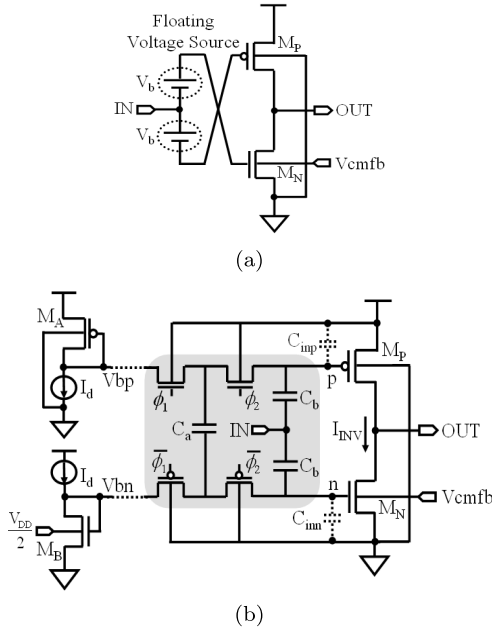 Floating
Voltage Source
M_P
V_b
IN
OUT
V_b
Vcmfb
M_N
(a)
M_A
C_inp
M_P
Vbp
p
I_d
ϕ_1
ϕ_2
C_b
C_a
IN
I_INV
OUT
I_d
ϕ̅_1
ϕ̅_2
C_b
Vbn
n
Vcmfb
V_DD/2
M_B
C_inn
M_N
(b)